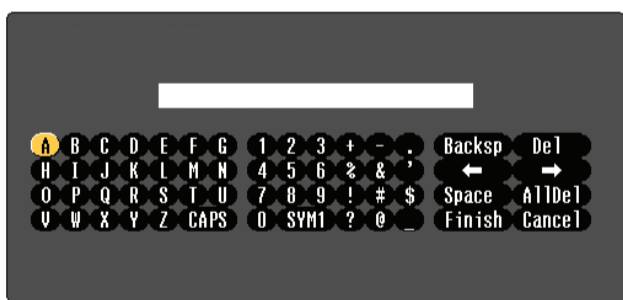 A B C D E F G 1 2 3 + - . Backsp Del
H I J K L M N 4 5 6 % & ' ← →
O P Q R S T U 7 8 9 ! # $ Space AllDel
V W X Y Z CAPS 0 SYM1 ? @ _ Finish Cancel